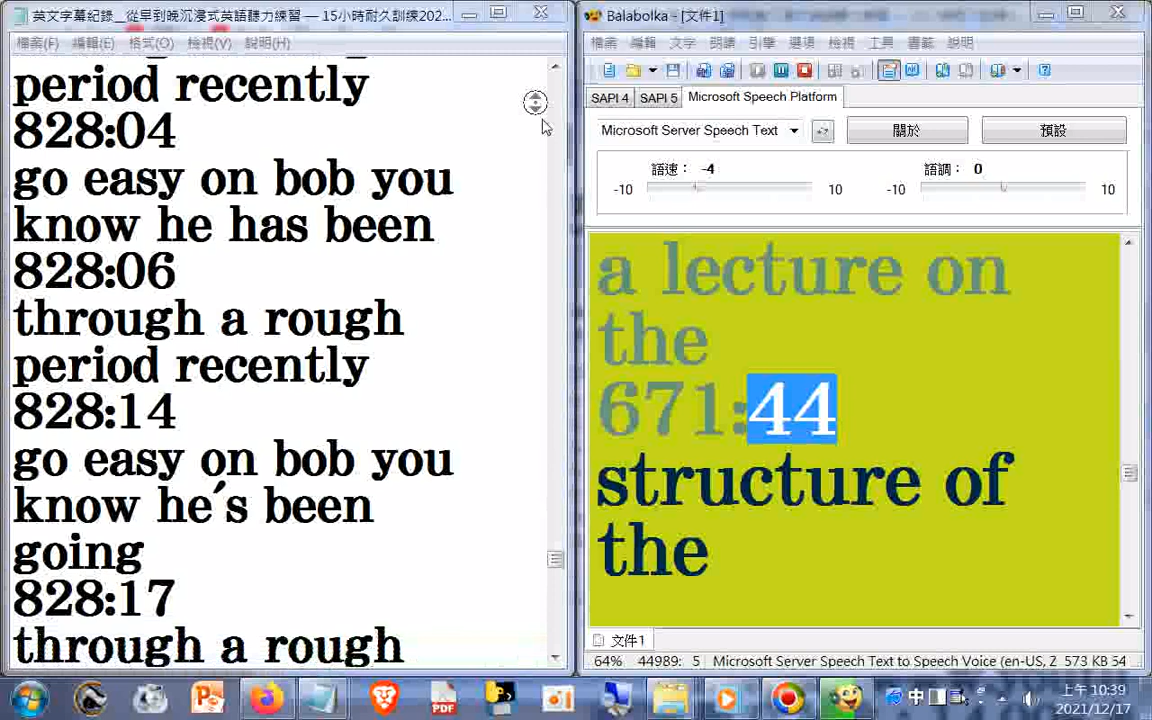 英文字幕紀錄__從早到晚沉浸式英語聽力練習 — 15小時耐久訓練202...
檔案(F) 編輯(E) 格式(O) 檢視(V) 說明(H)
period recently
828:04
go easy on bob you
know he has been
828:06
through a rough
period recently
828:14
go easy on bob you
know he's been
going
828:17
through a rough
Balabolka - [文件1]
檔案 編輯 文字 朗讀 引擎 選項 檢視 工具 書籤 說明
SAPI 4 SAPI 5 Microsoft Speech Platform
Microsoft Server Speech Text 關於 預設
語速： -4 語調： 0
-10 10 -10 10
a lecture on
the
671:44
structure of
the
文件1
64% 44989: 5 Microsoft Server Speech Text to Speech Voice (en-US, 2 573 KB 54
PDF 中 上午 10:39
2021/12/17